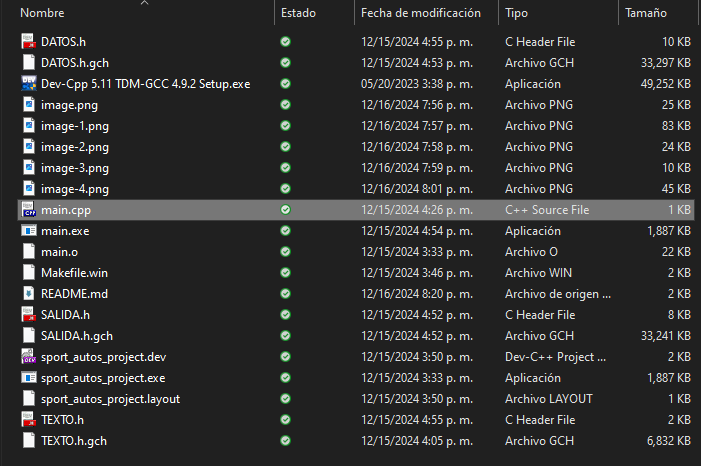 Nombre Estado Fecha de modificación Tipo Tamaño
DATOS.h 12/15/2024 4:55 p. m. C Header File 10 KB
DATOS.h.gch 12/15/2024 4:53 p. m. Archivo GCH 33,297 KB
Dev-Cpp 5.11 TDM-GCC 4.9.2 Setup.exe 05/20/2023 3:38 p. m. Aplicación 49,252 KB
image.png 12/16/2024 7:56 p. m. Archivo PNG 25 KB
image-1.png 12/16/2024 7:57 p. m. Archivo PNG 83 KB
image-2.png 12/16/2024 7:58 p. m. Archivo PNG 24 KB
image-3.png 12/16/2024 7:59 p. m. Archivo PNG 10 KB
image-4.png 12/16/2024 8:01 p. m. Archivo PNG 45 KB
main.cpp 12/15/2024 4:26 p. m. C++ Source File 1 KB
main.exe 12/15/2024 4:54 p. m. Aplicación 1,887 KB
main.o 12/15/2024 3:33 p. m. Archivo O 22 KB
Makefile.win 12/15/2024 3:46 p. m. Archivo WIN 2 KB
README.md 12/16/2024 8:20 p. m. Archivo de origen ... 2 KB
SALIDA.h 12/15/2024 4:52 p. m. C Header File 8 KB
SALIDA.h.gch 12/15/2024 4:52 p. m. Archivo GCH 33,241 KB
sport_autos_project.dev 12/15/2024 3:50 p. m. Dev-C++ Project ... 2 KB
sport_autos_project.exe 12/15/2024 3:33 p. m. Aplicación 1,887 KB
sport_autos_project.layout 12/15/2024 3:50 p. m. Archivo LAYOUT 1 KB
TEXTO.h 12/15/2024 4:55 p. m. C Header File 2 KB
TEXTO.h.gch 12/15/2024 4:05 p. m. Archivo GCH 6,832 KB